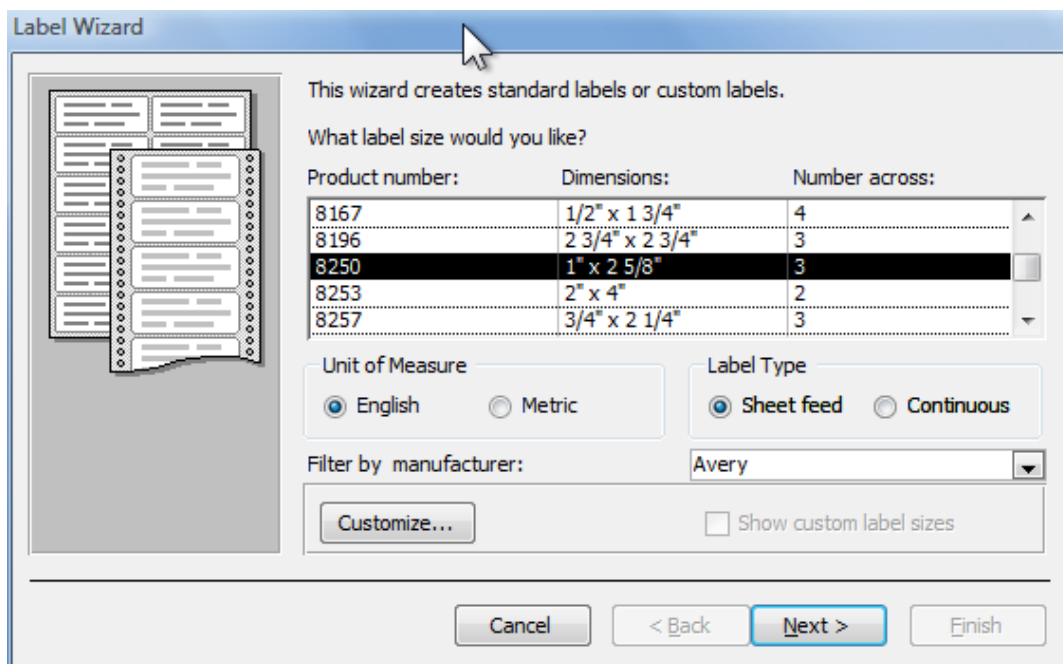 Label Wizard
This wizard creates standard labels or custom labels.
What label size would you like?
Product number: Dimensions: Number across:
8167 1/2" x 1 3/4" 4
8196 2 3/4" x 2 3/4" 3
8250 1" x 2 5/8" 3
8253 2" x 4" 2
8257 3/4" x 2 1/4" 3
Unit of Measure Label Type
English Metric Sheet feed Continuous
Filter by manufacturer: Avery
Customize... Show custom label sizes
Cancel < Back Next > Finish